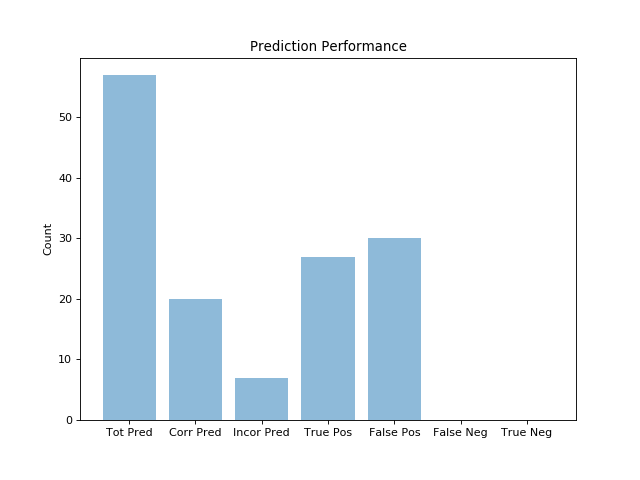 Prediction Performance
Count
50
40
30
20
10
0
Tot Pred Corr Pred Incor Pred True Pos False Pos False Neg True Neg